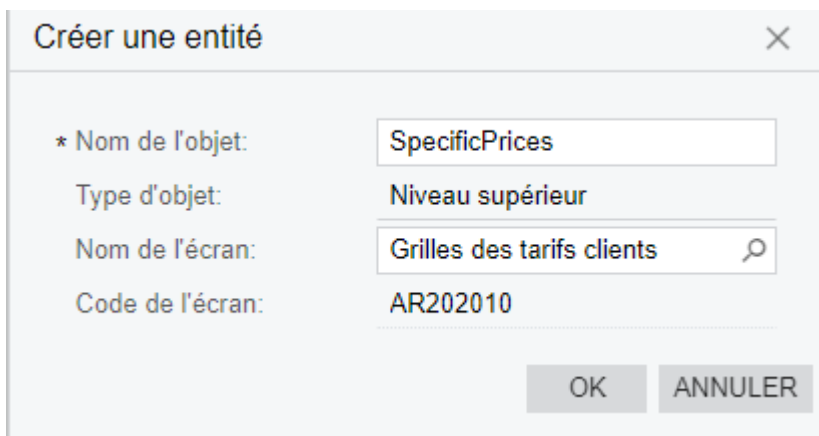 Créer une entité
* Nom de l'objet: SpecificPrices
Type d'objet: Niveau supérieur
Nom de l'écran: Grilles des tarifs clients
Code de l'écran: AR202010
OK ANNULER